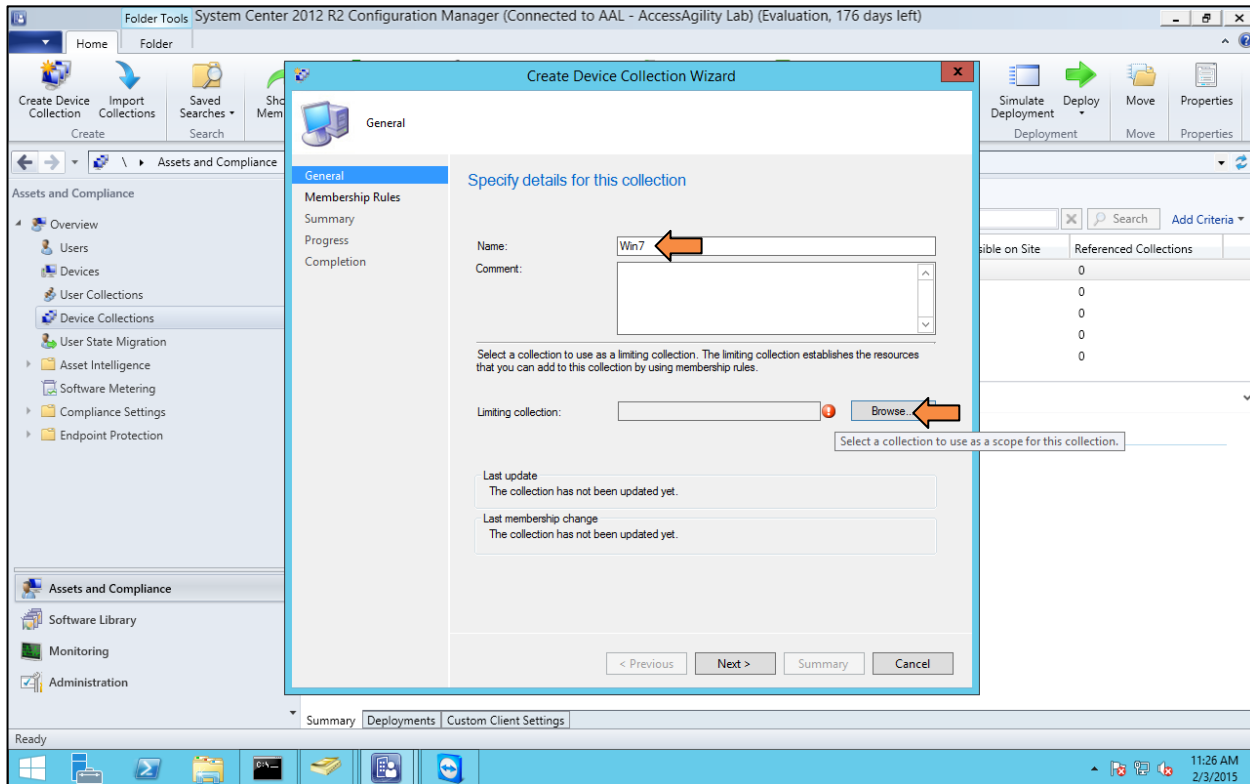 Folder Tools System Center 2012 R2 Configuration Manager (Connected to AAL - AccessAgility Lab) (Evaluation, 176 days left)
Home Folder
Create Device Collection
Import Collections
Saved Searches
Create
Search
Simulate Deployment
Deploy
Move
Properties
Deployment
Move
Properties
\ Assets and Compliance
Assets and Compliance
Overview
Users
Devices
User Collections
Device Collections
User State Migration
Asset Intelligence
Software Metering
Compliance Settings
Endpoint Protection
Assets and Compliance
Software Library
Monitoring
Administration
Create Device Collection Wizard
General
General
Membership Rules
Summary
Progress
Completion
Specify details for this collection
Name: Win7
Comment:
Select a collection to use as a limiting collection. The limiting collection establishes the resources
that you can add to this collection by using membership rules.
Limiting collection: Browse...
Select a collection to use as a scope for this collection.
Last update
The collection has not been updated yet.
Last membership change
The collection has not been updated yet.
< Previous Next > Summary Cancel
Search Add Criteria
on Site Referenced Collections
0
0
0
0
0
Summary Deployments Custom Client Settings
Ready
11:26 AM
2/3/2015